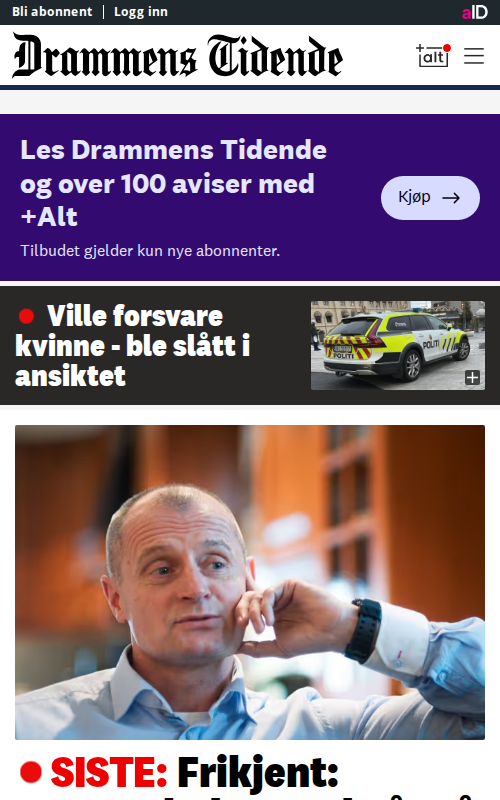 Bli abonnent | Logg inn
aID
Drammens Tidende
+alt
Les Drammens Tidende
og over 100 aviser med
+Alt
Kjøp →
Tilbudet gjelder kun nye abonnenter.
Ville forsvare
kvinne - ble slått i
ansiktet
POLITI
POLITI
SISTE: Frikjent: